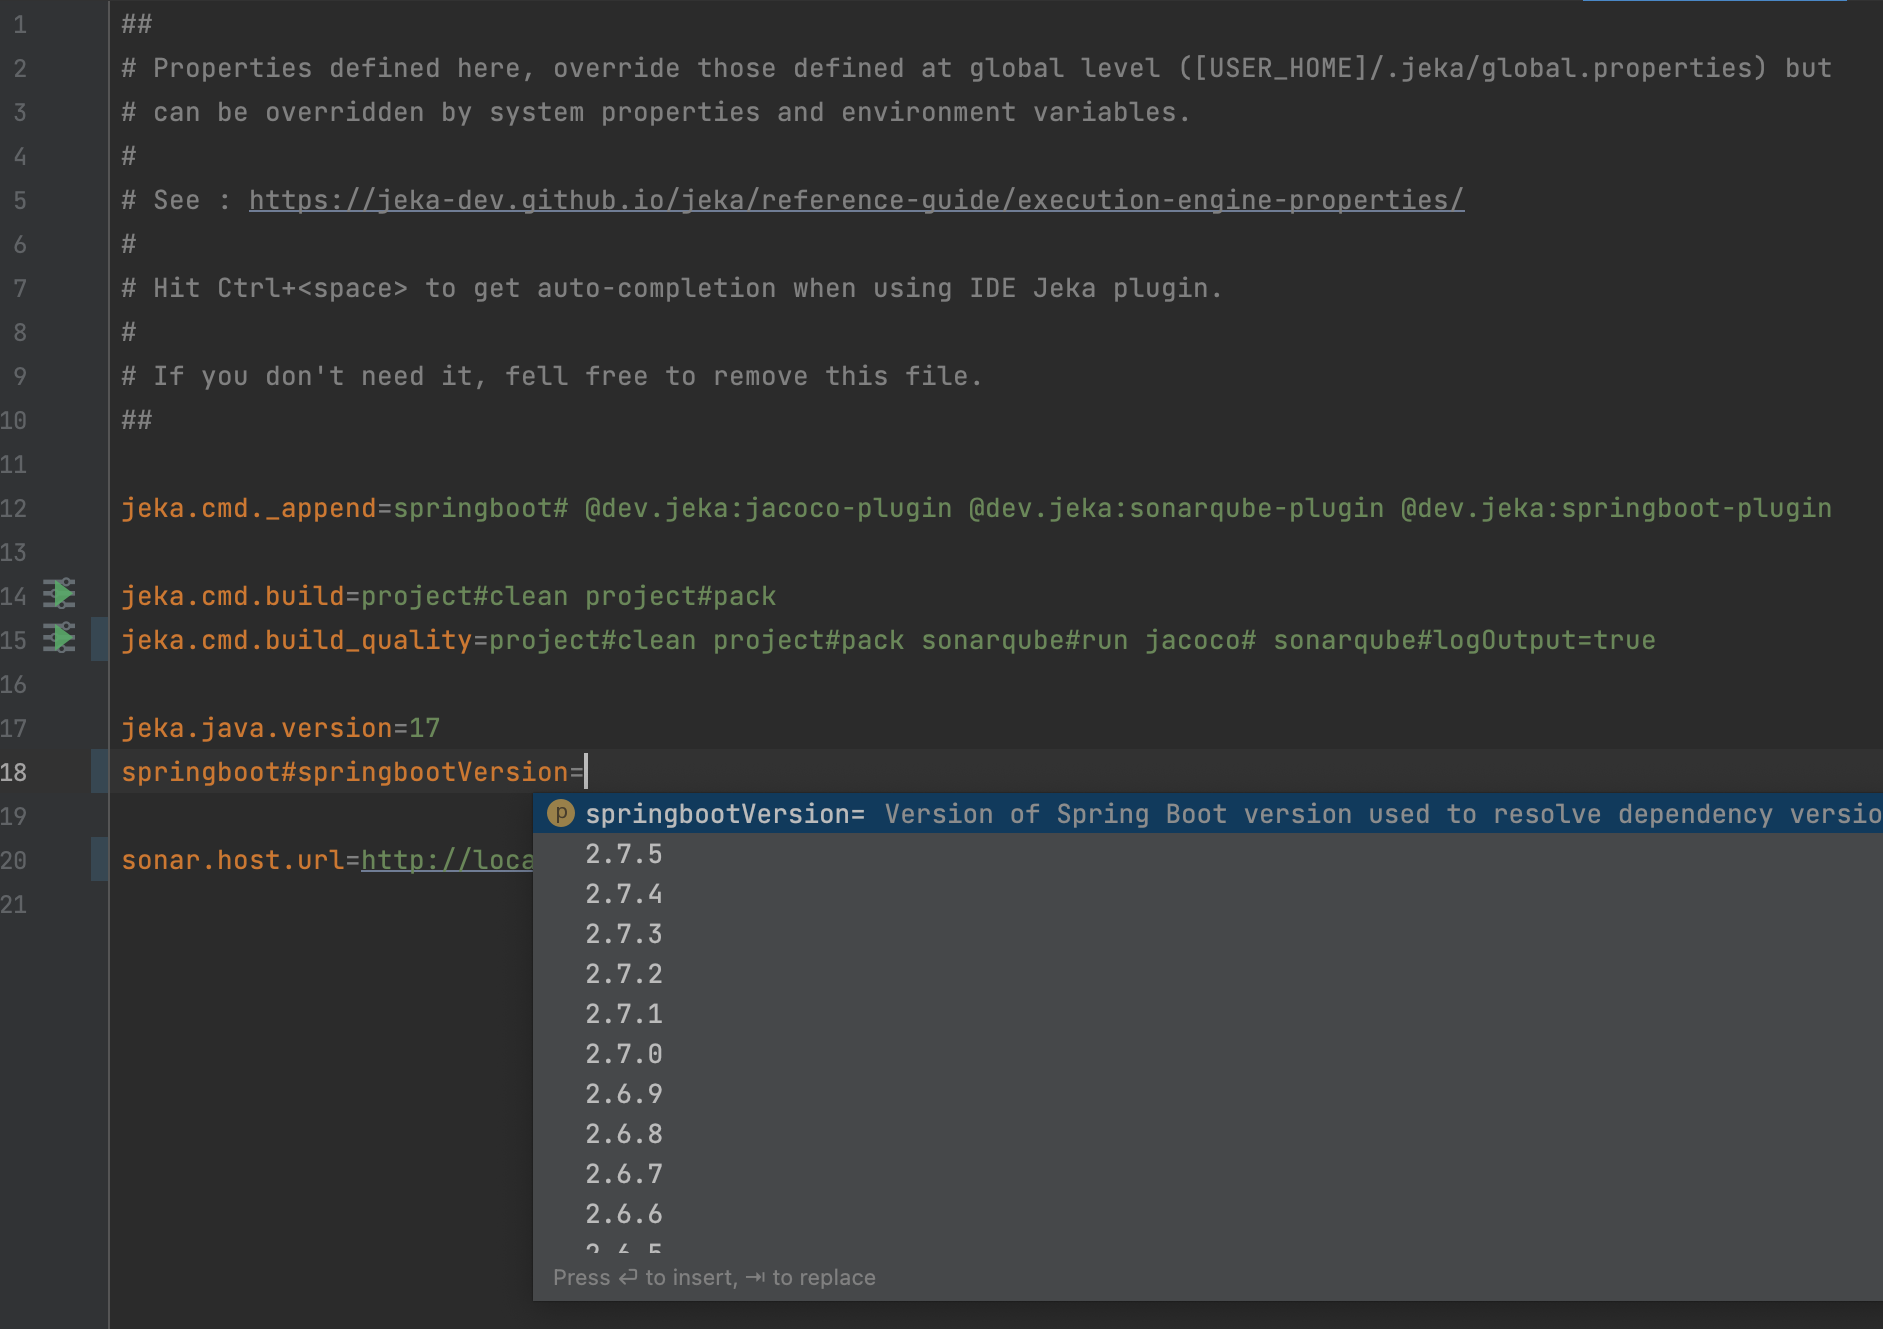 1 ##
2 # Properties defined here, override those defined at global level ([USER_HOME]/.jeka/global.properties) but
3 # can be overridden by system properties and environment variables.
4 #
5 # See : https://jeka-dev.github.io/jeka/reference-guide/execution-engine-properties/
6 #
7 # Hit Ctrl+<space> to get auto-completion when using IDE Jeka plugin.
8 #
9 # If you don't need it, fell free to remove this file.
10 ##
11
12 jeka.cmd._append=springboot# @dev.jeka:jacoco-plugin @dev.jeka:sonarqube-plugin @dev.jeka:springboot-plugin
13
14 jeka.cmd.build=project#clean project#pack
15 jeka.cmd.build_quality=project#clean project#pack sonarqube#run jacoco# sonarqube#logOutput=true
16
17 jeka.java.version=17
18 springboot#springbootVersion=
p springbootVersion= Version of Spring Boot version used to resolve dependency versio
19
2.7.5
20 sonar.host.url=http://loca
2.7.4
21
2.7.3
2.7.2
2.7.1
2.7.0
2.6.9
2.6.8
2.6.7
2.6.6
2.6.5
Press ↵ to insert, ⇥ to replace